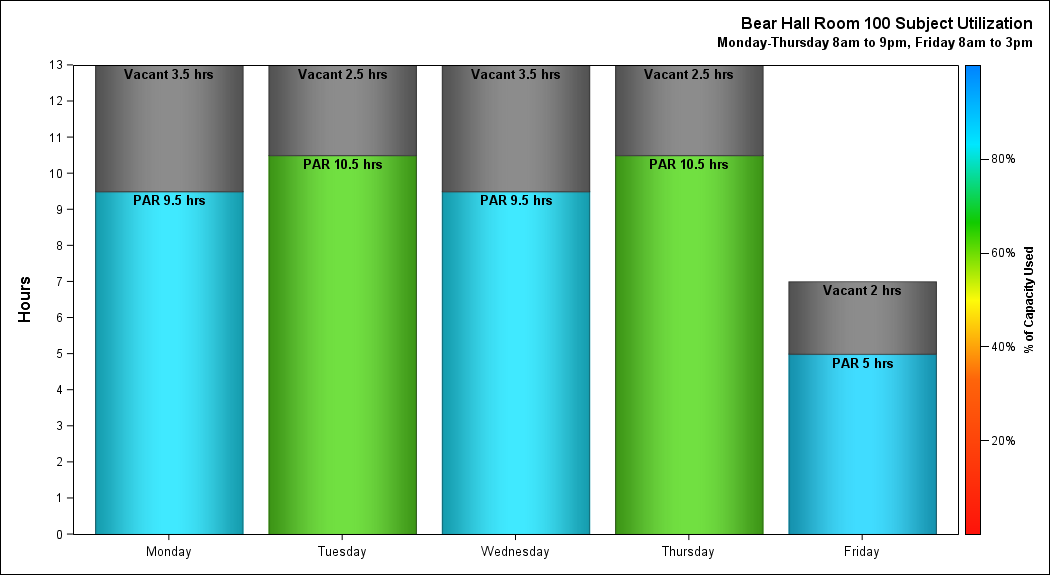 Bear Hall Room 100 Subject Utilization
Monday-Thursday 8am to 9pm, Friday 8am to 3pm
Hours
13
12
11
10
9
8
7
6
5
4
3
2
1
0
Vacant 3.5 hrs
PAR 9.5 hrs
Vacant 2.5 hrs
PAR 10.5 hrs
Vacant 3.5 hrs
PAR 9.5 hrs
Vacant 2.5 hrs
PAR 10.5 hrs
Vacant 2 hrs
PAR 5 hrs
Monday
Tuesday
Wednesday
Thursday
Friday
80%
60%
40%
20%
% of Capacity Used